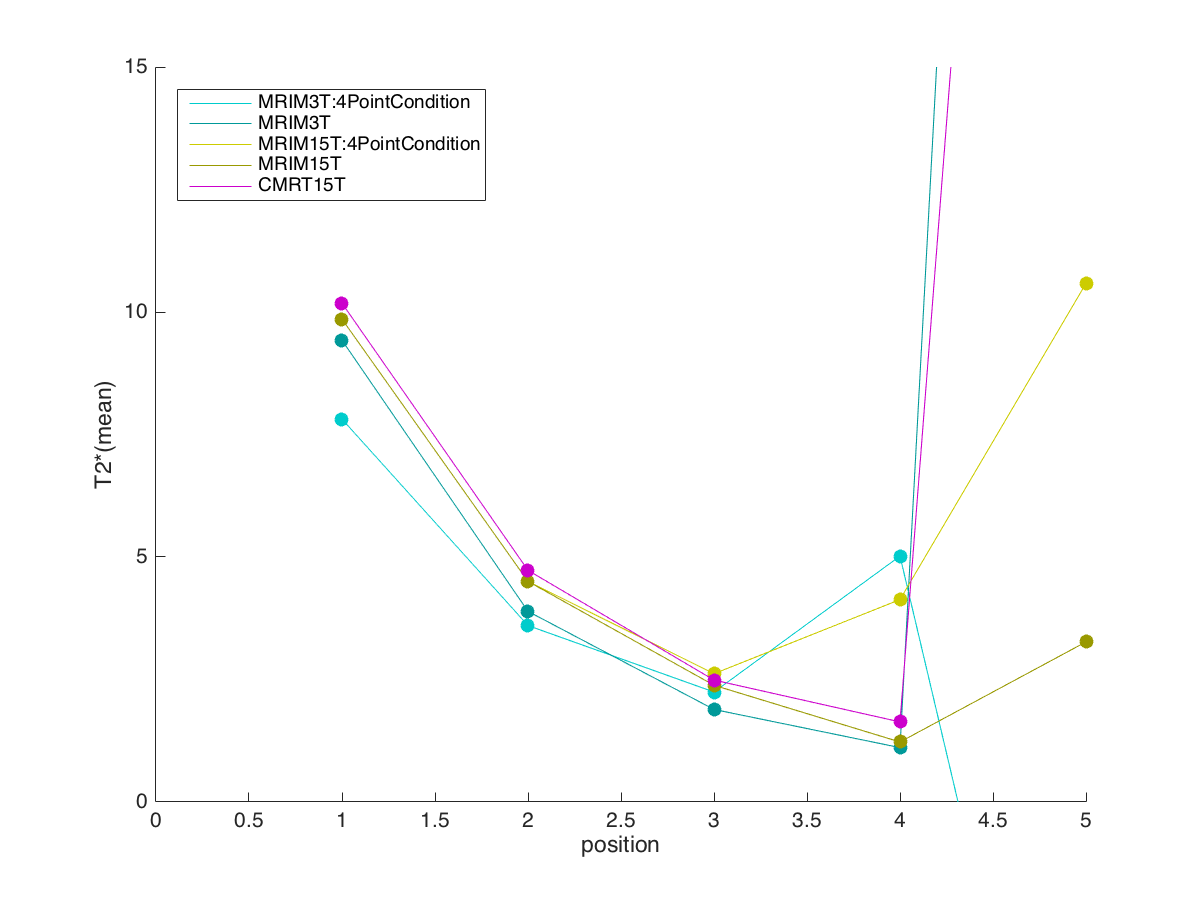 15
MRIM3T:4PointCondition
MRIM3T
MRIM15T:4PointCondition
MRIM15T
CMRT15T
10
T2*(mean)
5
0
0 0.5 1 1.5 2 2.5 3 3.5 4 4.5 5
position